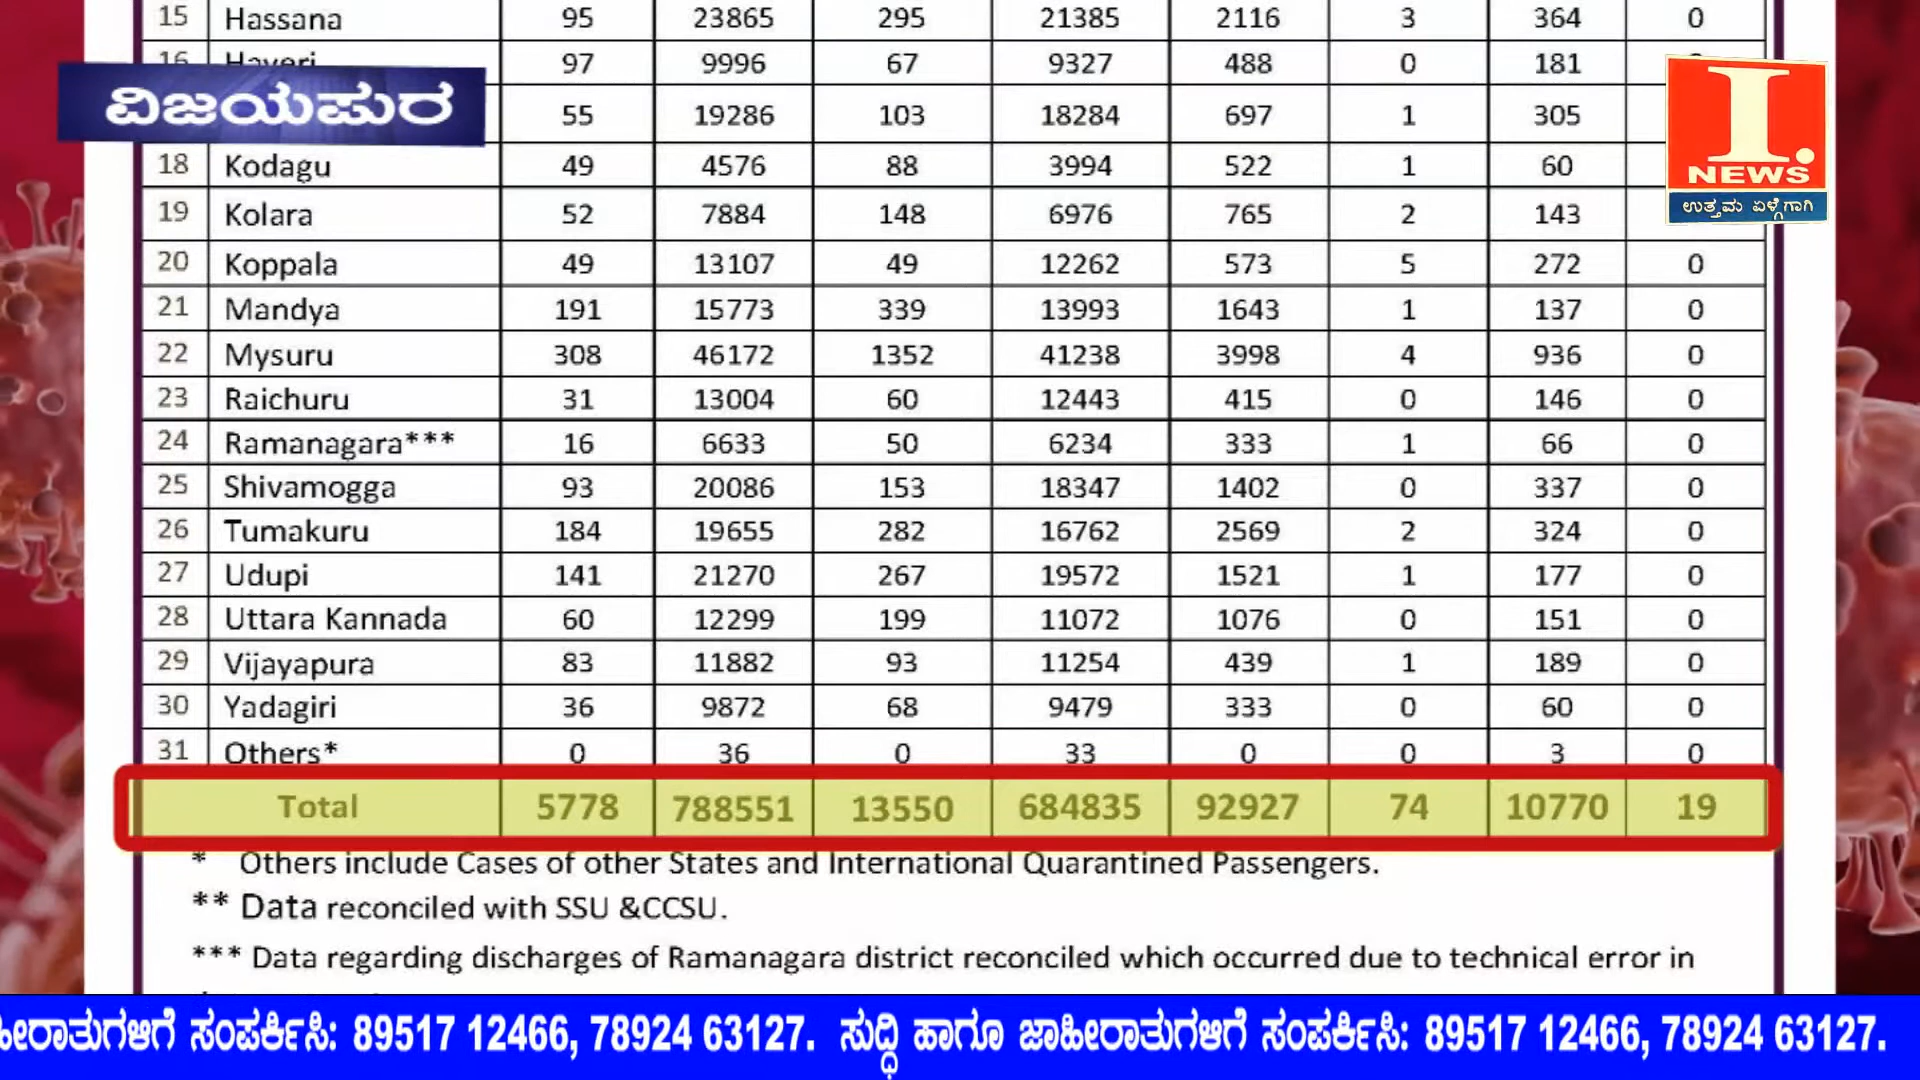 15 Hassana 95 23865 295 21385 2116 3 364 0
16 Haveri 97 9996 67 9327 488 0 181
ವಿಜಯಪುರ 55 19286 103 18284 697 1 305
I. NEWS
ಉತ್ತಮ ಏಳ್ಗೆಗಾಗಿ
18 Kodagu 49 4576 88 3994 522 1 60
19 Kolara 52 7884 148 6976 765 2 143
20 Koppala 49 13107 49 12262 573 5 272 0
21 Mandya 191 15773 339 13993 1643 1 137 0
22 Mysuru 308 46172 1352 41238 3998 4 936 0
23 Raichuru 31 13004 60 12443 415 0 146 0
24 Ramanagara*** 16 6633 50 6234 333 1 66 0
25 Shivamogga 93 20086 153 18347 1402 0 337 0
26 Tumakuru 184 19655 282 16762 2569 2 324 0
27 Udupi 141 21270 267 19572 1521 1 177 0
28 Uttara Kannada 60 12299 199 11072 1076 0 151 0
29 Vijayapura 83 11882 93 11254 439 1 189 0
30 Yadagiri 36 9872 68 9479 333 0 60 0
31 Others* 0 36 0 33 0 0 3 0
Total 5778 788551 13550 684835 92927 74 10770 19
* Others include Cases of other States and International Quarantined Passengers.
** Data reconciled with SSU &CCSU.
*** Data regarding discharges of Ramanagara district reconciled which occurred due to technical error in
ಹೀರಾತುಗಳಿಗೆ ಸಂಪರ್ಕಿಸಿ: 89517 12466, 78924 63127. ಸುದ್ಧಿ ಹಾಗೂ ಜಾಹೀರಾತುಗಳಿಗೆ ಸಂಪರ್ಕಿಸಿ: 89517 12466, 78924 63127.